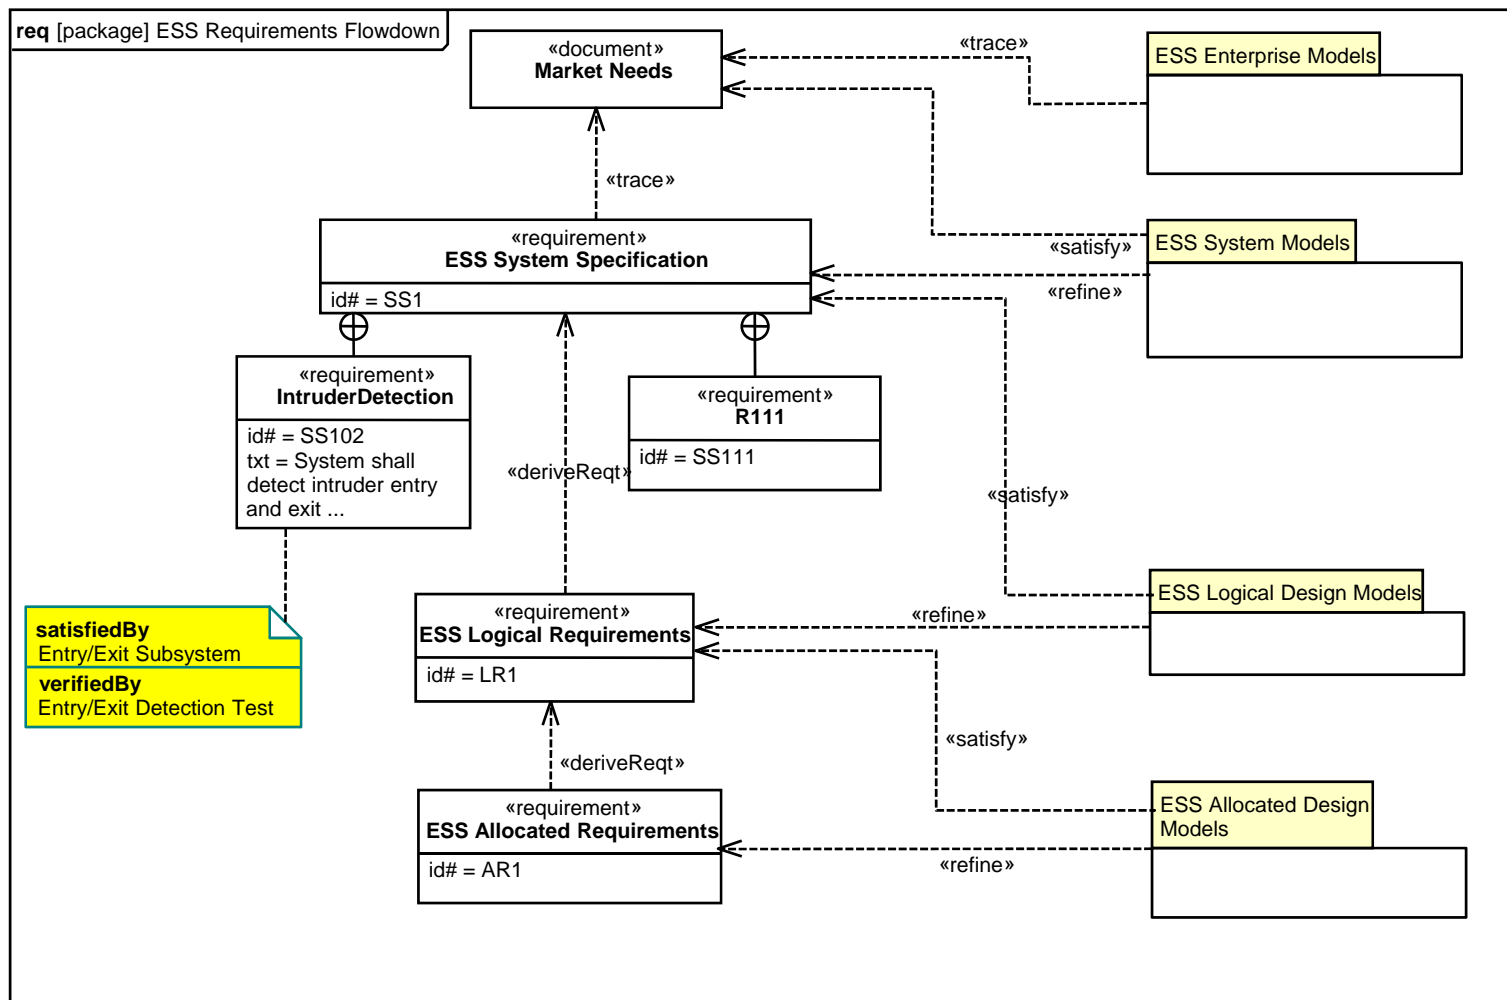 req [package] ESS Requirements Flowdown
«document»
Market Needs
«trace»
ESS Enterprise Models
«trace»
«requirement»
ESS System Specification
id# = SS1
«satisfy»
«refine»
ESS System Models
«requirement»
IntruderDetection
id# = SS102
txt = System shall
detect intruder entry
and exit ...
«deriveReqt»
«requirement»
R111
id# = SS111
«satisfy»
satisfiedBy
Entry/Exit Subsystem
verifiedBy
Entry/Exit Detection Test
«requirement»
ESS Logical Requirements
id# = LR1
«refine»
ESS Logical Design Models
«deriveReqt»
«satisfy»
«requirement»
ESS Allocated Requirements
id# = AR1
«refine»
ESS Allocated Design
Models